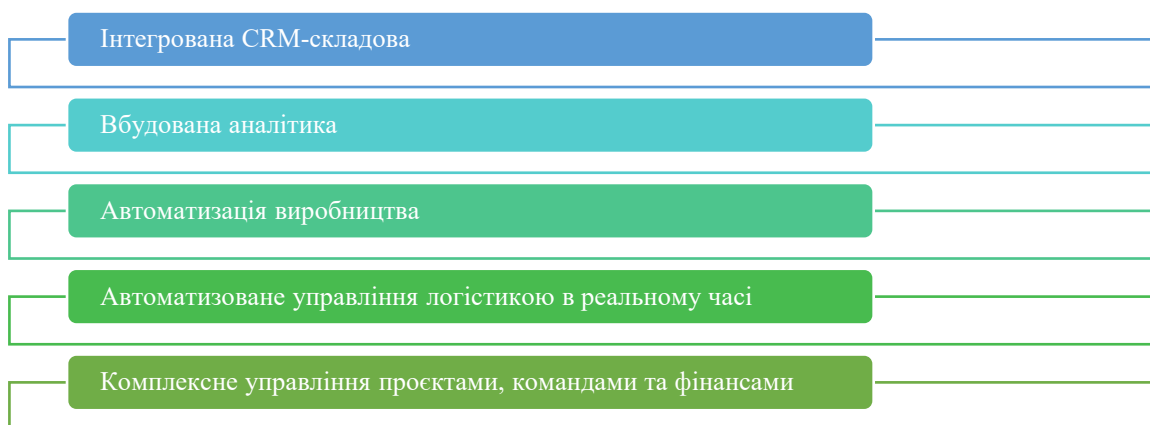 Інтегрована CRM-складова
Вбудована аналітика
Автоматизація виробництва
Автоматизоване управління логістикою в реальному часі
Комплексне управління проєктами, командами та фінансами